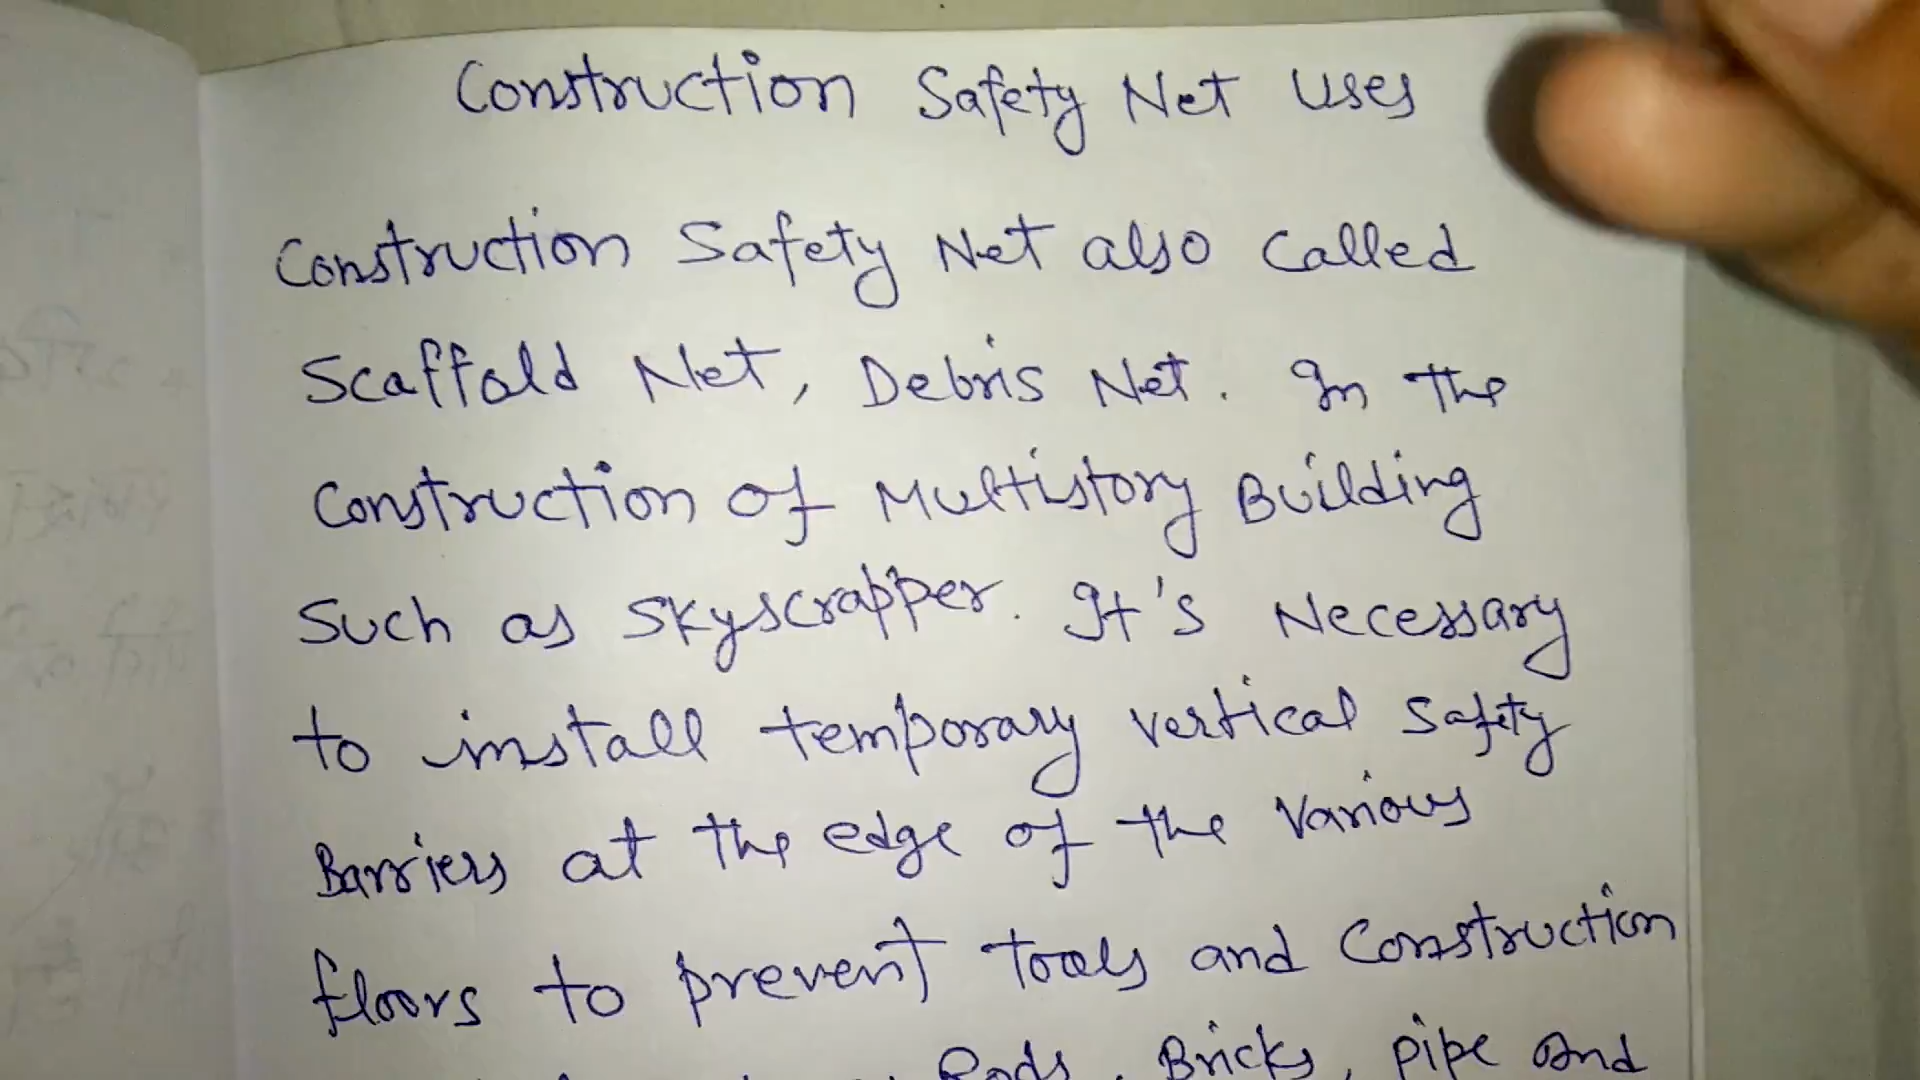 Construction Safety Net Uses
Construction Safety Net also called
Scaffold Net, Debris Net. In the
Construction of Multistory Building
Such as Skyscrapper. It's Necessary
to install temporary vertical Safety
Barriers at the edge of the Various
floors to prevent tools and Construction
Rods, Bricks, pipe and